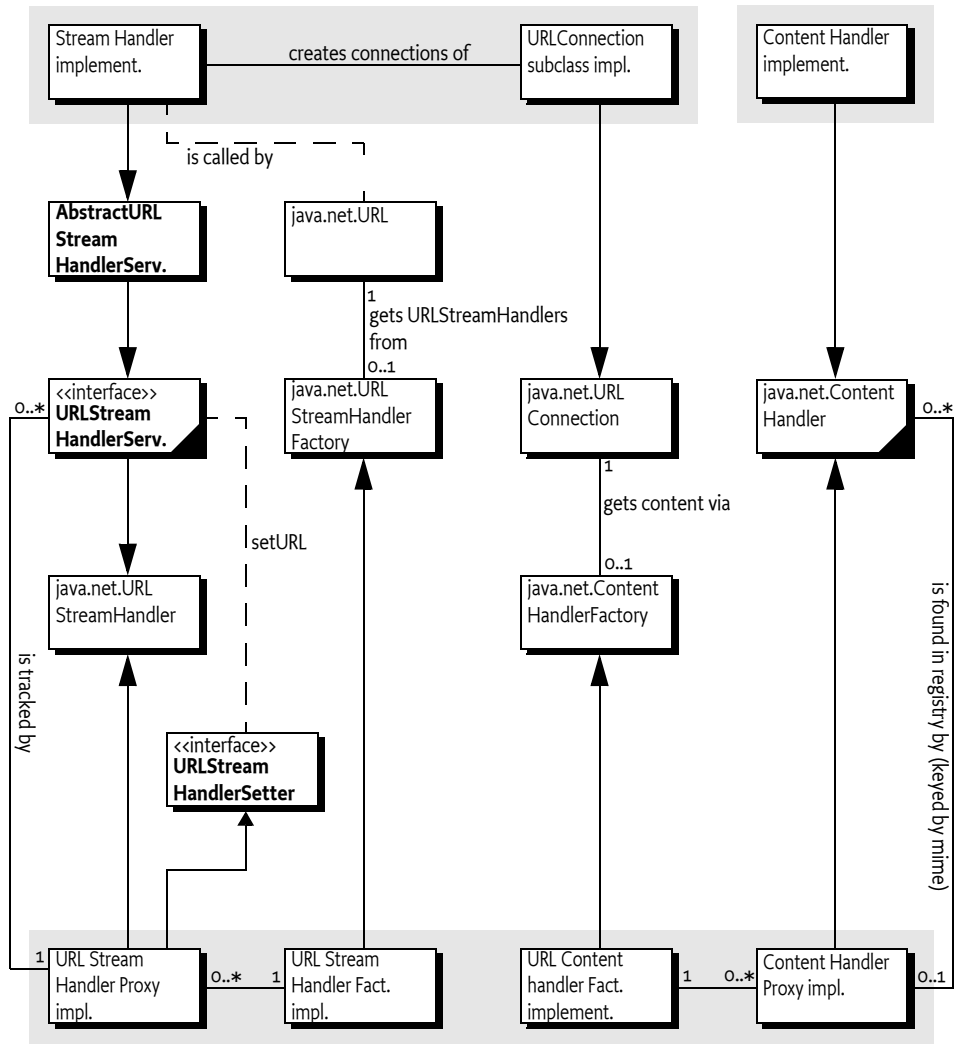 Stream Handler
implement.
creates connections of
URLConnection
subclass impl.
Content Handler
implement.
is called by
AbstractURL
Stream
HandlerServ.
java.net.URL
1
gets URLStreamHandlers
from
0..1
0..*
<<interface>>
URLStream
HandlerServ.
java.net.URL
StreamHandler
Factory
java.net.URL
Connection
java.net.Content
Handler
0..*
1
gets content via
0..1
setURL
java.net.URL
StreamHandler
java.net.Content
HandlerFactory
is tracked by
is found in registry by (keyed by mime)
<<interface>>
URLStream
HandlerSetter
1
URL Stream
Handler Proxy
impl.
0..*
1
URL Stream
Handler Fact.
impl.
URL Content
handler Fact.
implement.
1
0..*
Content Handler
Proxy impl.
0..1